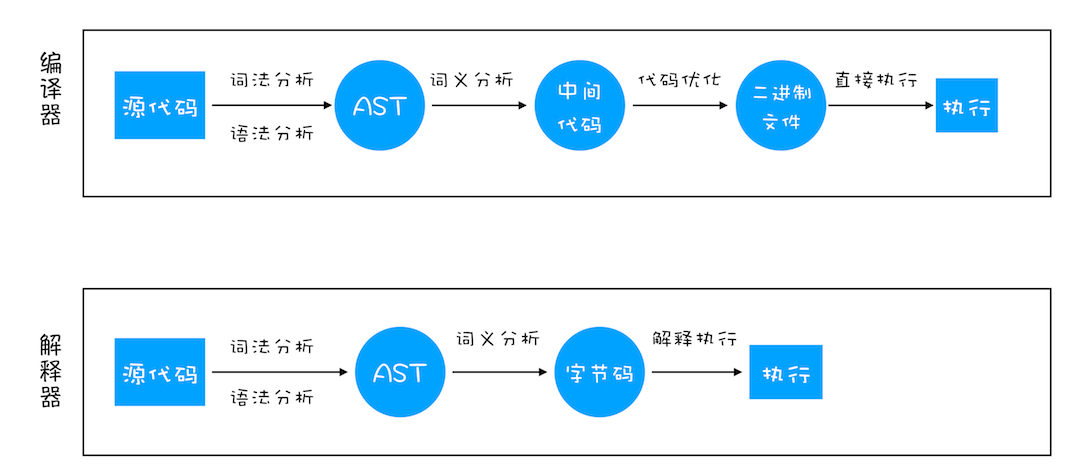 编译器
源代码
词法分析
语法分析
AST
词义分析
中间
代码
代码优化
二进制
文件
直接执行
执行
解释器
源代码
词法分析
语法分析
AST
词义分析
字节码
解释执行
执行